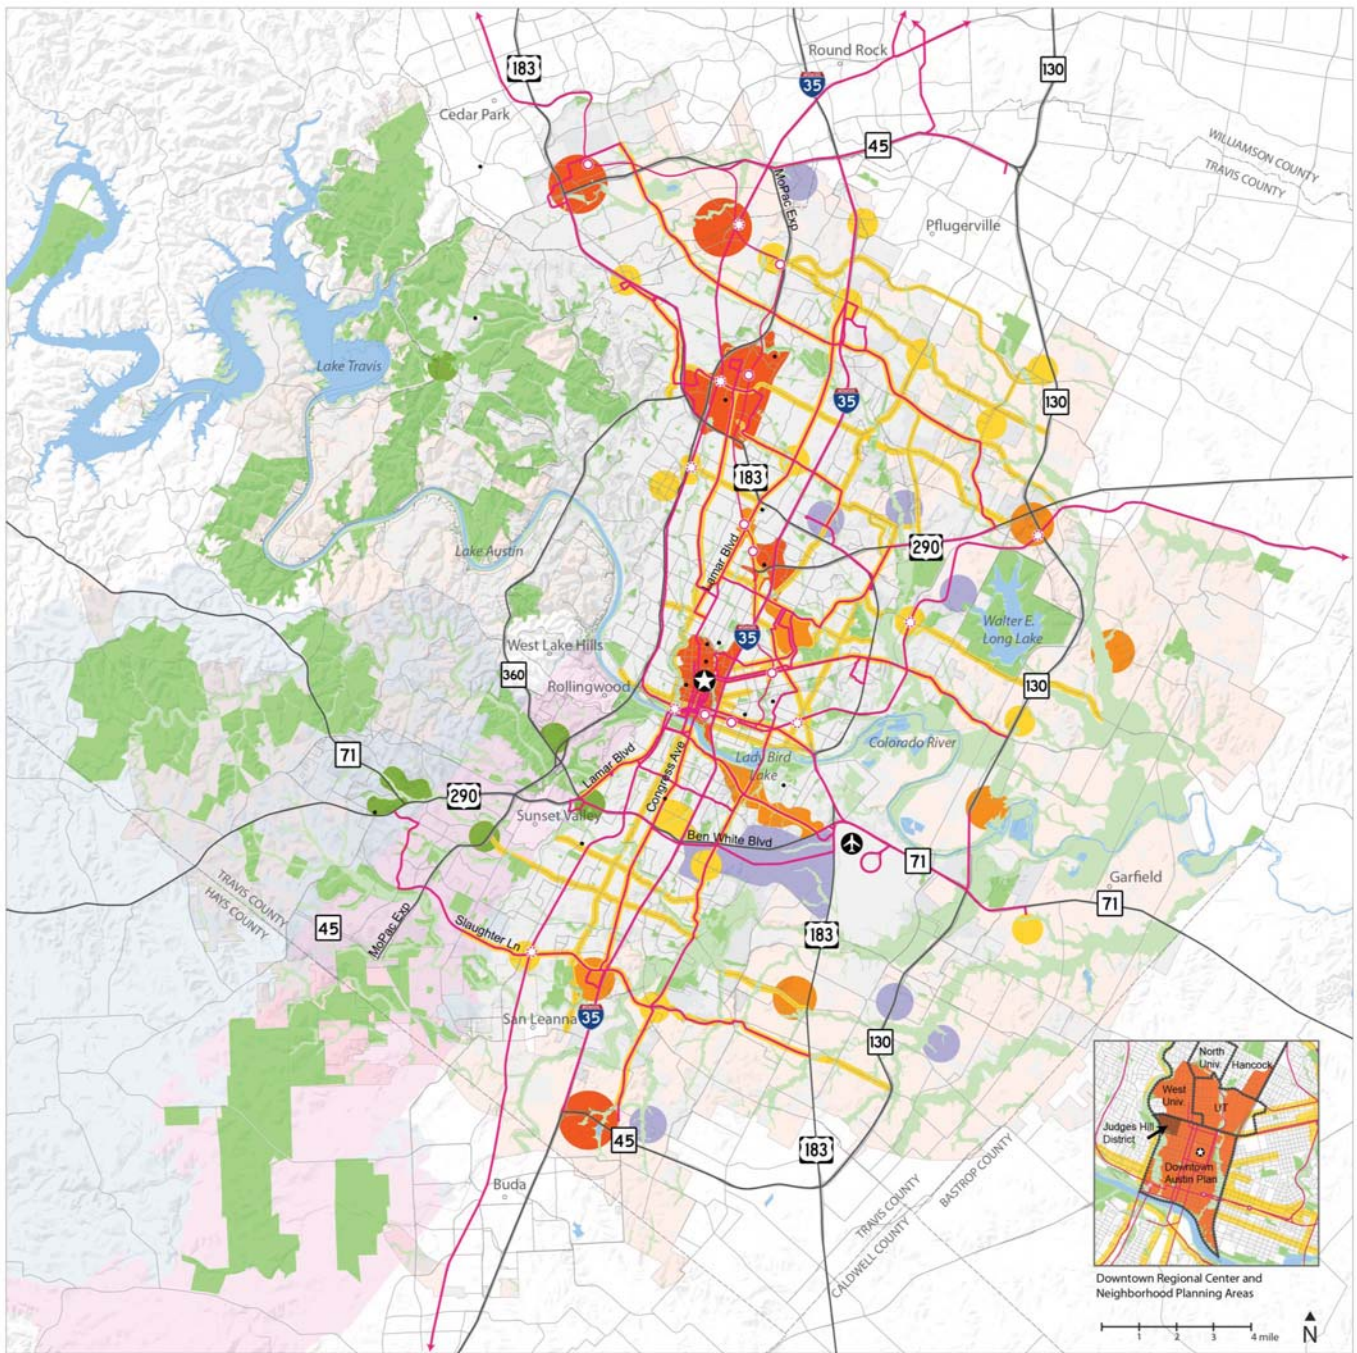 Round Rock
183
35
130
Cedar Park
45
WILLIAMSON COUNTY
TRAVIS COUNTY
MoPac Exp
Pflugerville
Lake Travis
35
130
183
290
Lake Austin
Lamar Blvd
35
Walter E.
Long Lake
West Lake Hills
360
Rollingwood
130
71
Colorado River
Lady Bird
Lake
Lamar Blvd
Congress Ave
290
Sunset Valley
Ben White Blvd
71
Garfield
71
TRAVIS COUNTY
HAYS COUNTY
45
MoPac Exp
Slaughter Ln
183
San Leanna
35
130
45
183
Buda
TRAVIS COUNTY
CALDWELL COUNTY
BASTROP COUNTY
North
Univ.
Hancock
West
Univ.
UT
Judges Hill
District
Downtown
Austin Plan
Downtown Regional Center and
Neighborhood Planning Areas
1 2 3 4 mile
N